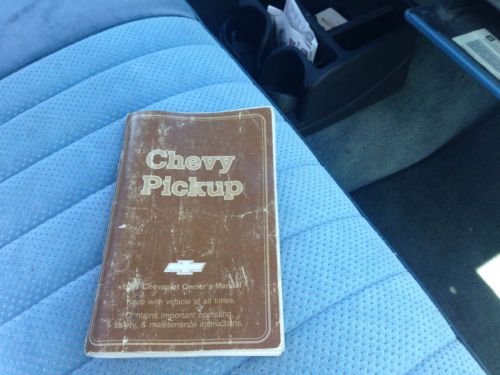 Chevy
Pickup
Chevrolet Owner's Manual
Keep with vehicle at all times.
Contains important operating,
safety, & maintenance instructions.